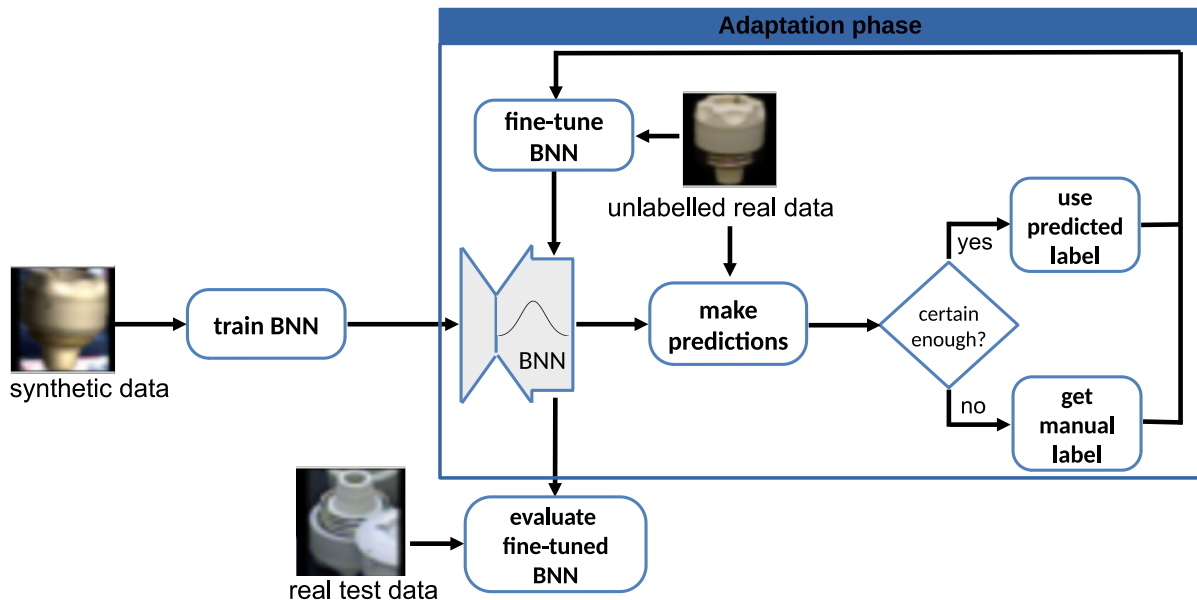 Adaptation phase
fine-tune
BNN
unlabelled real data
use
predicted
label
yes
synthetic data
train BNN
BNN
make
predictions
certain
enough?
no
get
manual
label
real test data
evaluate
fine-tuned
BNN